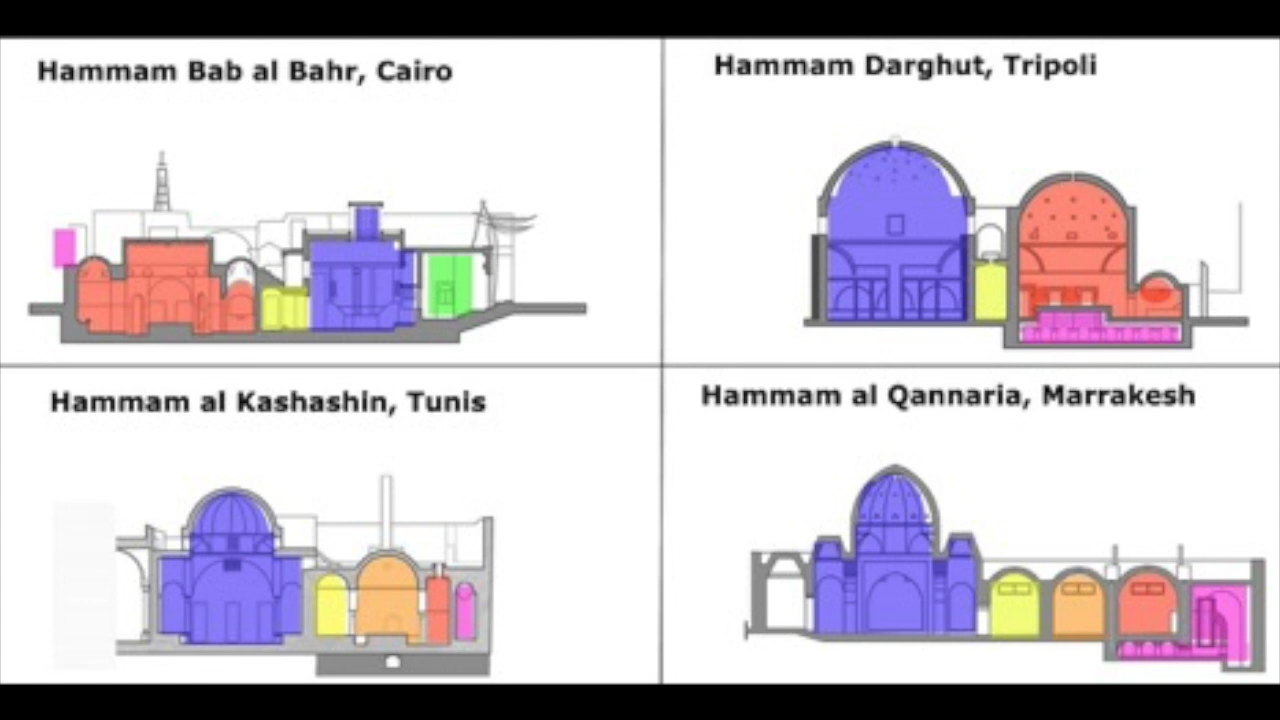 Hammam Bab al Bahr, Cairo
Hammam Darghut, Tripoli
Hammam al Kashashin, Tunis
Hammam al Qannaria, Marrakesh